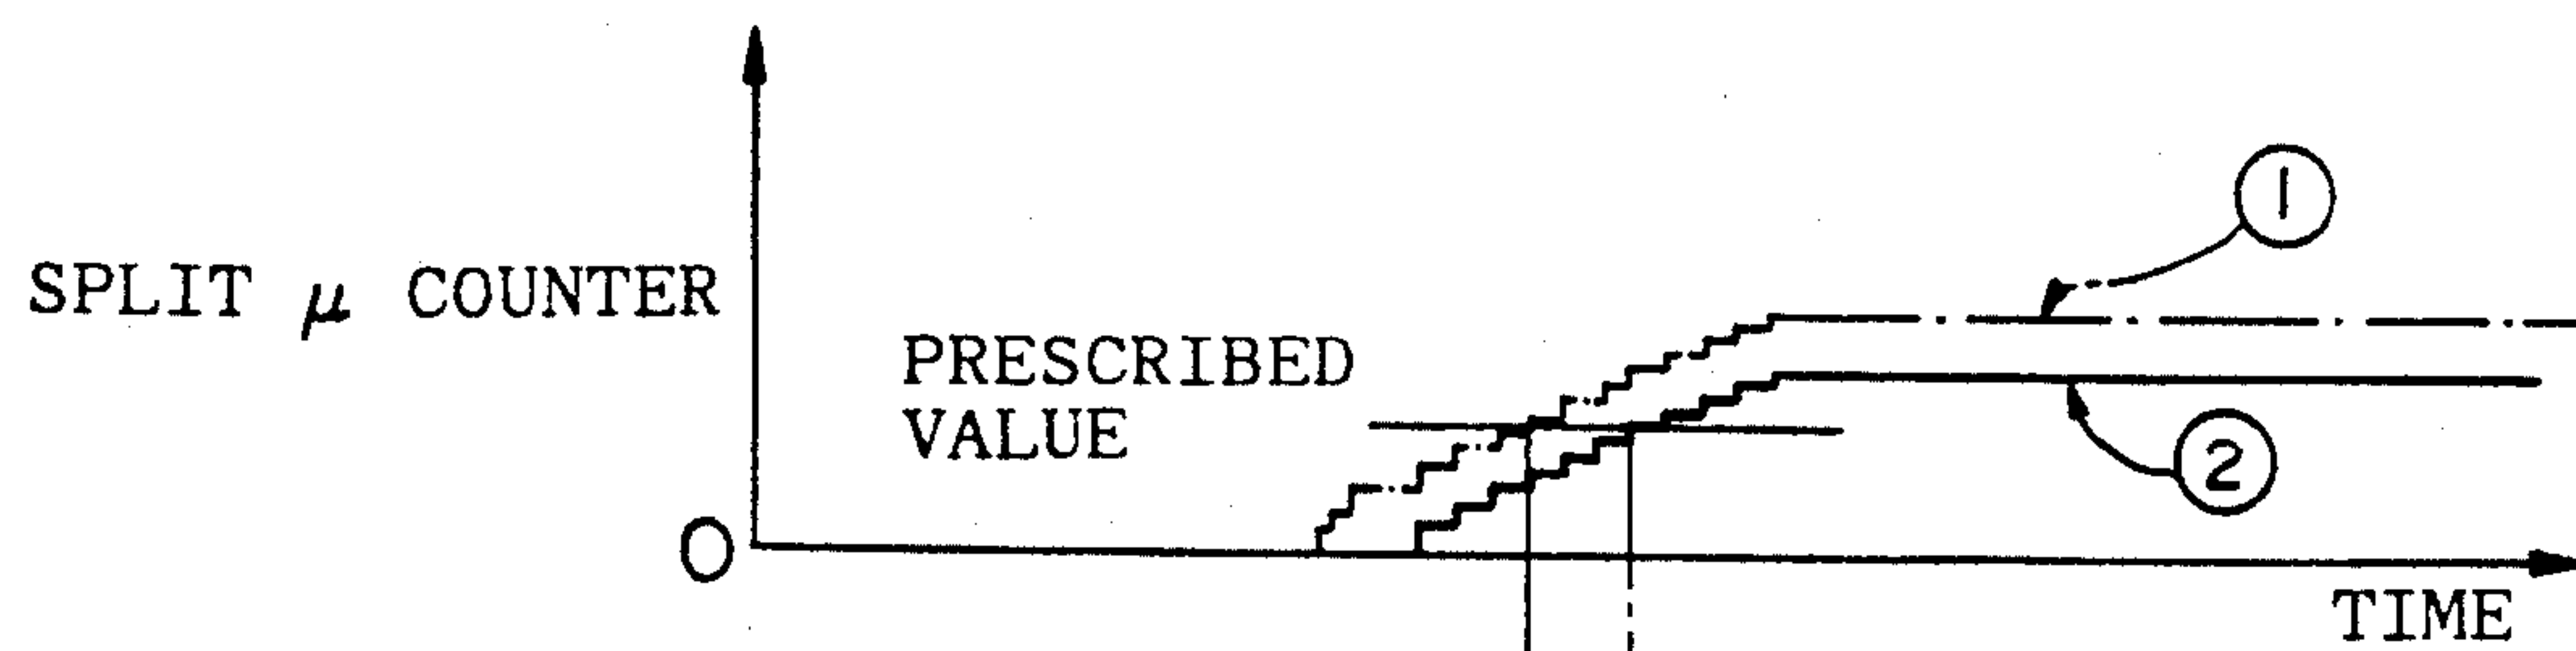 1
SPLIT μ COUNTER
PRESCRIBED
VALUE
2
O
TIME